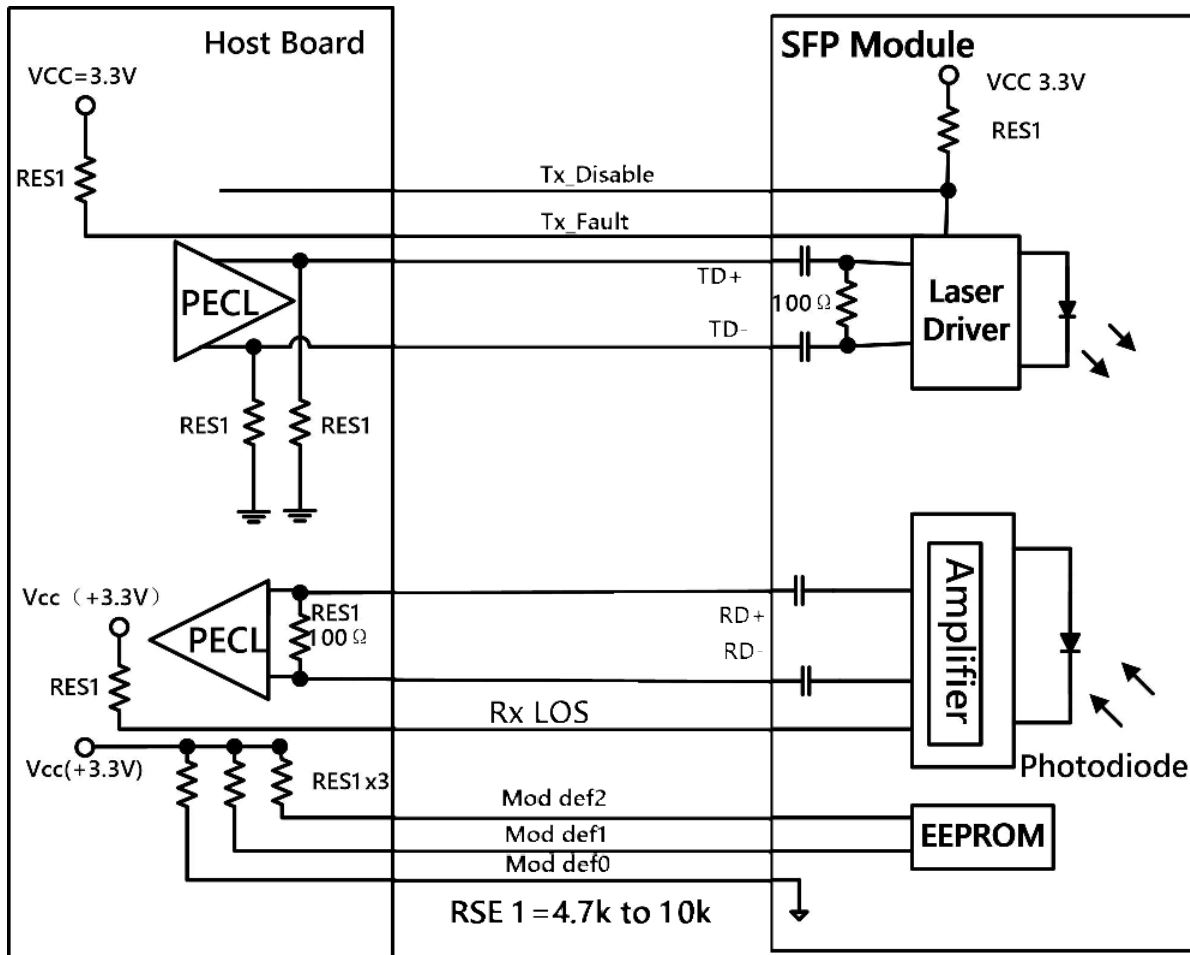 Host Board
SFP Module
VCC=3.3V
VCC 3.3V
RES1
RES1
Tx_Disable
Tx_Fault
PECL
TD+
100Ω
Laser
Driver
TD-
RES1
RES1
Vcc（+3.3V）
PECL
RES1
100Ω
RD+
RD-
Amplifier
RES1
Rx LOS
Vcc(+3.3V)
RES1x3
Photodiode
Mod def2
Mod def1
EEPROM
Mod def0
RSE 1=4.7k to 10k